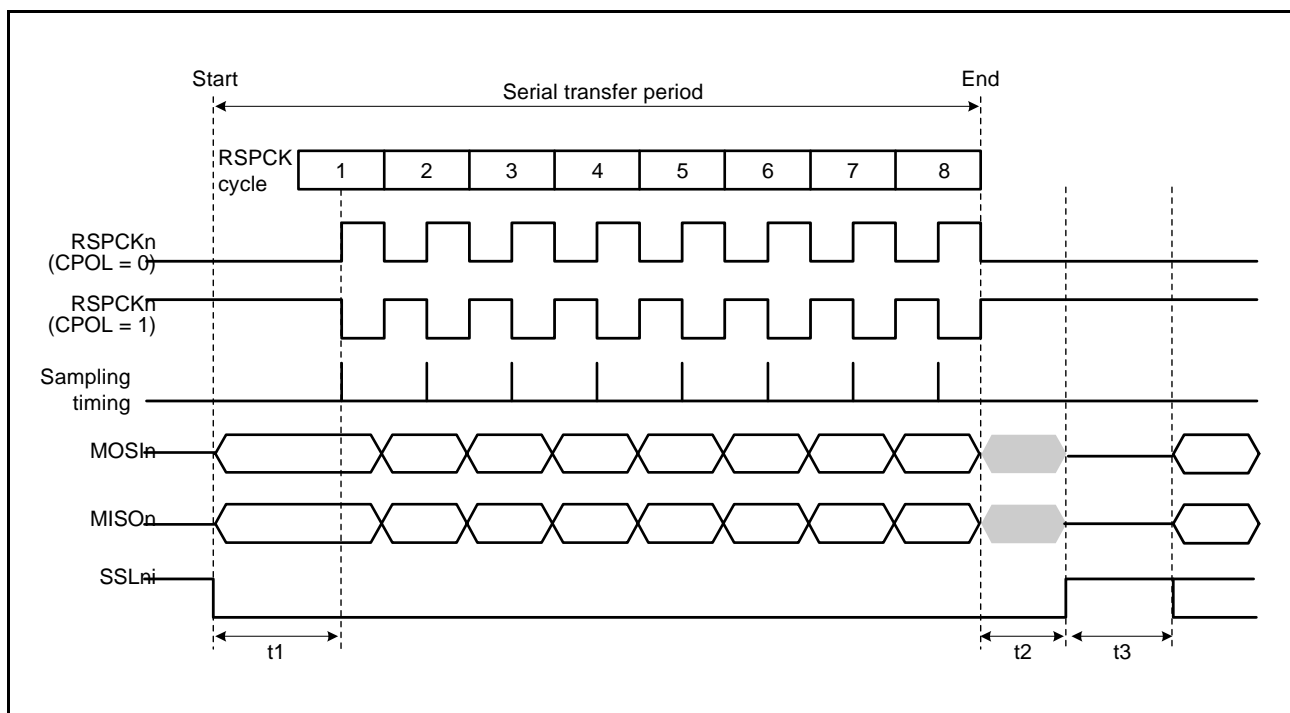 Start
End
Serial transfer period
RSPCK
cycle
1 2 3 4 5 6 7 8
RSPCKn
(CPOL = 0)
RSPCKn
(CPOL = 1)
Sampling
timing
MOSIn
MISOn
SSLni
t1
t2
t3